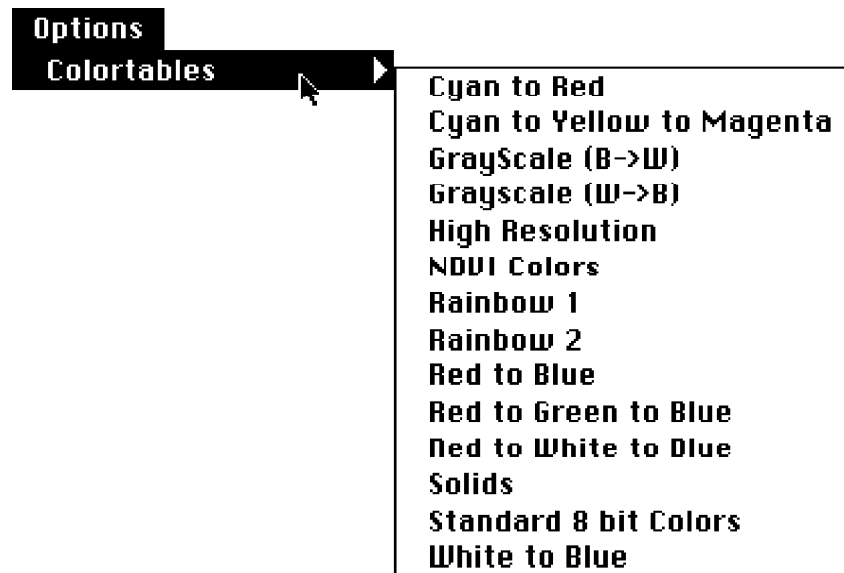 Options
Colortables
Cyan to Red
Cyan to Yellow to Magenta
GrayScale (B->W)
Grayscale (W->B)
High Resolution
NDVI Colors
Rainbow 1
Rainbow 2
Red to Blue
Red to Green to Blue
Red to White to Blue
Solids
Standard 8 bit Colors
White to Blue